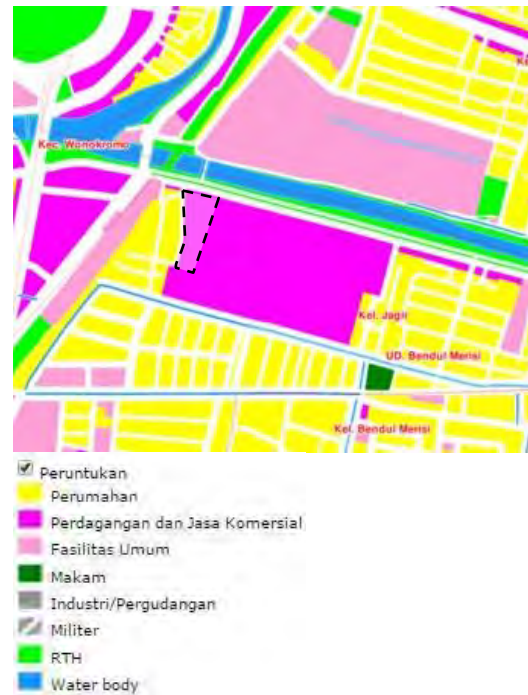 Ke
Kec. Wonokromo
Kel. Jagir
UD. Bendul Merisi
Kel. Bendul Merisi
Peruntukan
Perumahan
Perdagangan dan Jasa Komersial
Fasilitas Umum
Makam
Industri/Pergudangan
Militer
RTH
Water body